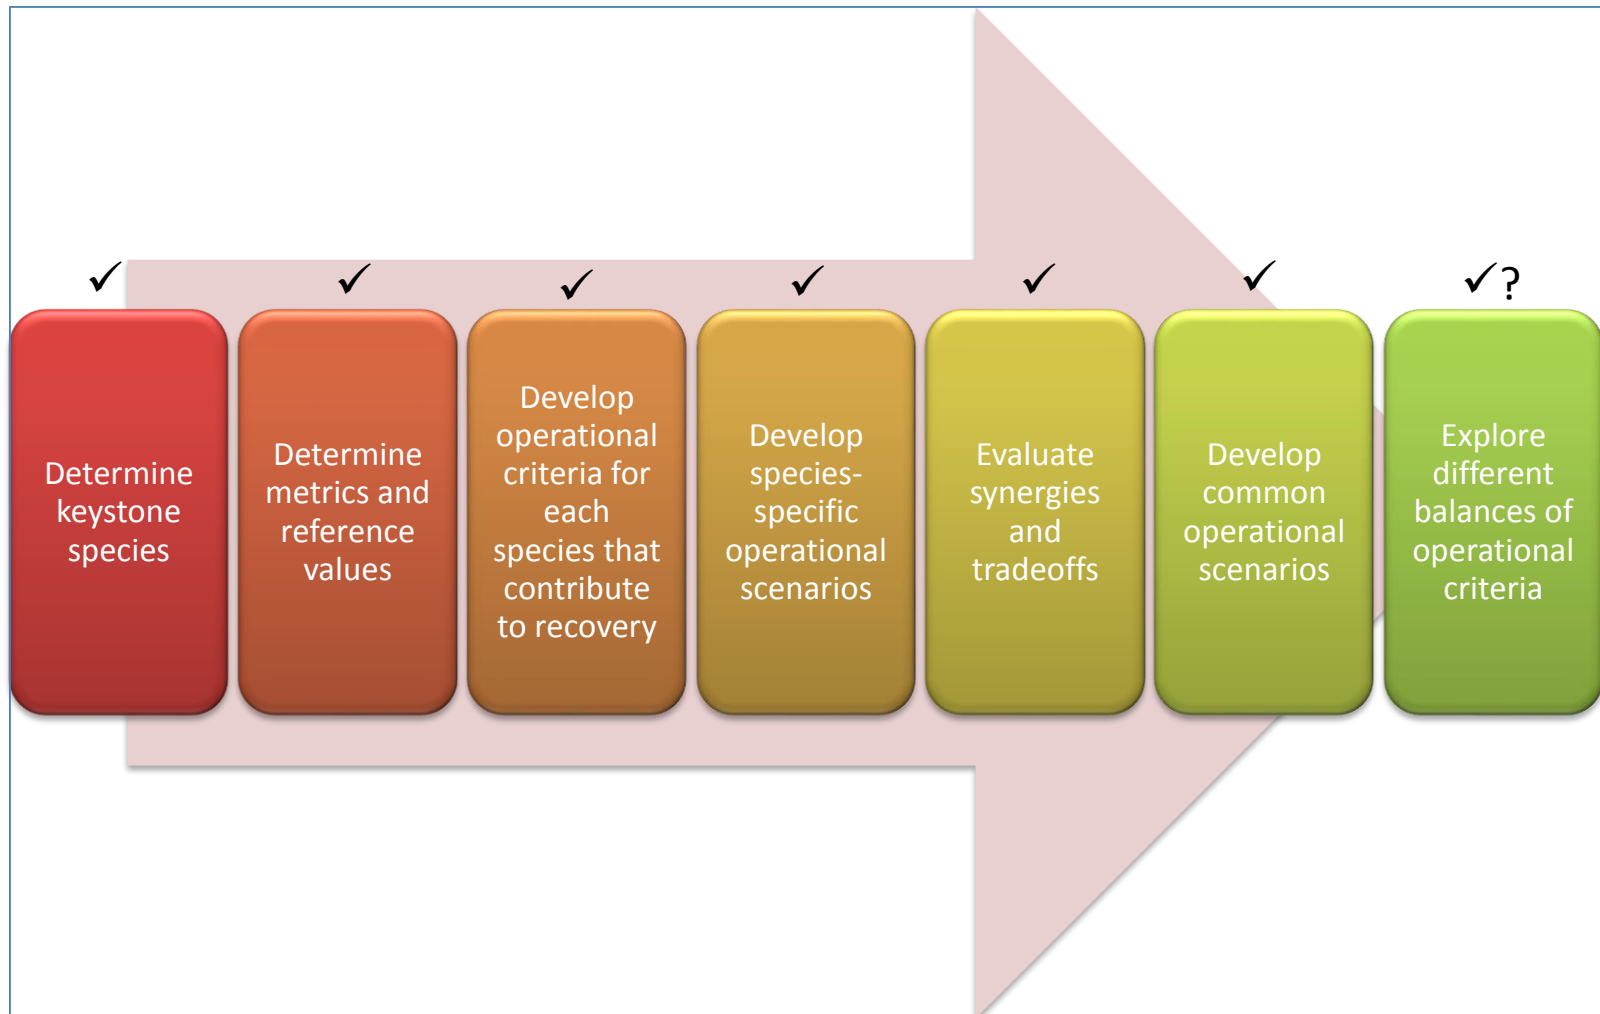 ✓
✓
✓
✓
✓
✓
✓?
Determine
keystone
species
Determine
metrics and
reference
values
Develop
operational
criteria for
each
species that
contribute
to recovery
Develop
species-
specific
operational
scenarios
Evaluate
synergies
and
tradeoffs
Develop
common
operational
scenarios
Explore
different
balances of
operational
criteria